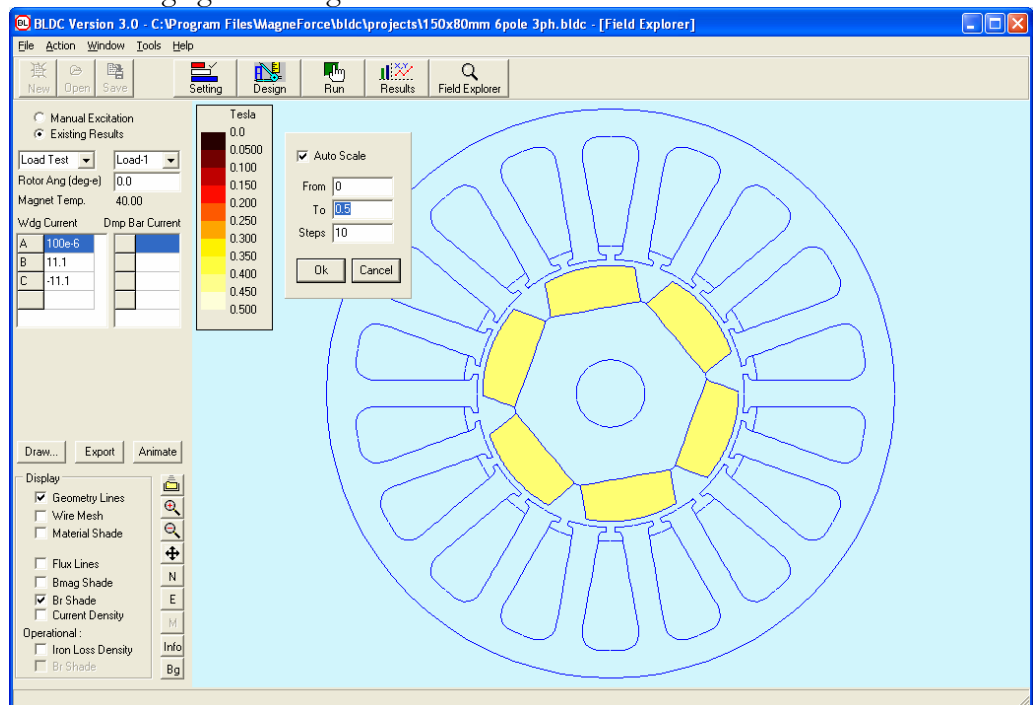 BLDC Version 3.0 - C:\Program Files\MagneForce\bldc\projects\150x80mm 6pole 3ph.bldc - [Field Explorer]
File Action Window Tools Help
New Open Save Setting Design Run Results Field Explorer
Manual Excitation
Existing Results
Load Test Load-1
Rotor Ang (deg-e) 0.0
Magnet Temp. 40.00
Wdg Current Dmp Bar Current
A 100e-6
B 11.1
C -11.1
Tesla
0.0
0.0500
0.100
0.150
0.200
0.250
0.300
0.350
0.400
0.450
0.500
Auto Scale
From 0
To 0.5
Steps 10
Ok Cancel
Draw... Export Animate
Display
Geometry Lines
Wire Mesh
Material Shade
Flux Lines
Bmag Shade
Br Shade
Current Density
Operational :
Iron Loss Density
Br Shade
N
E
M
Info
Bg